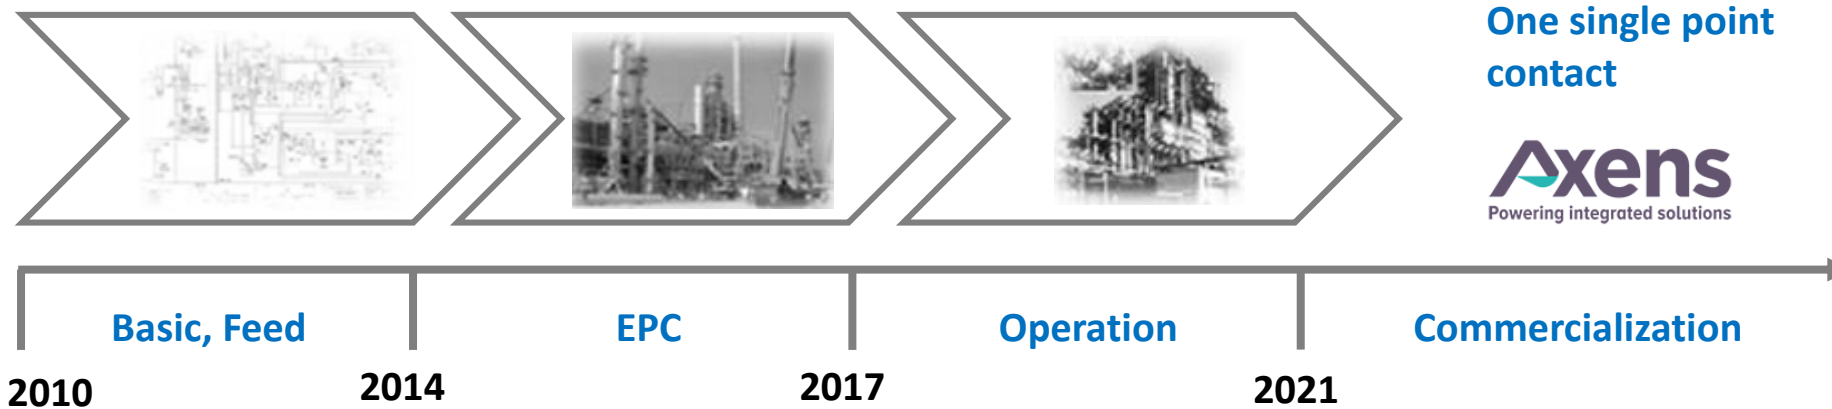 One single point
contact
Axens
Powering integrated solutions
Basic, Feed
EPC
Operation
Commercialization
2010
2014
2017
2021